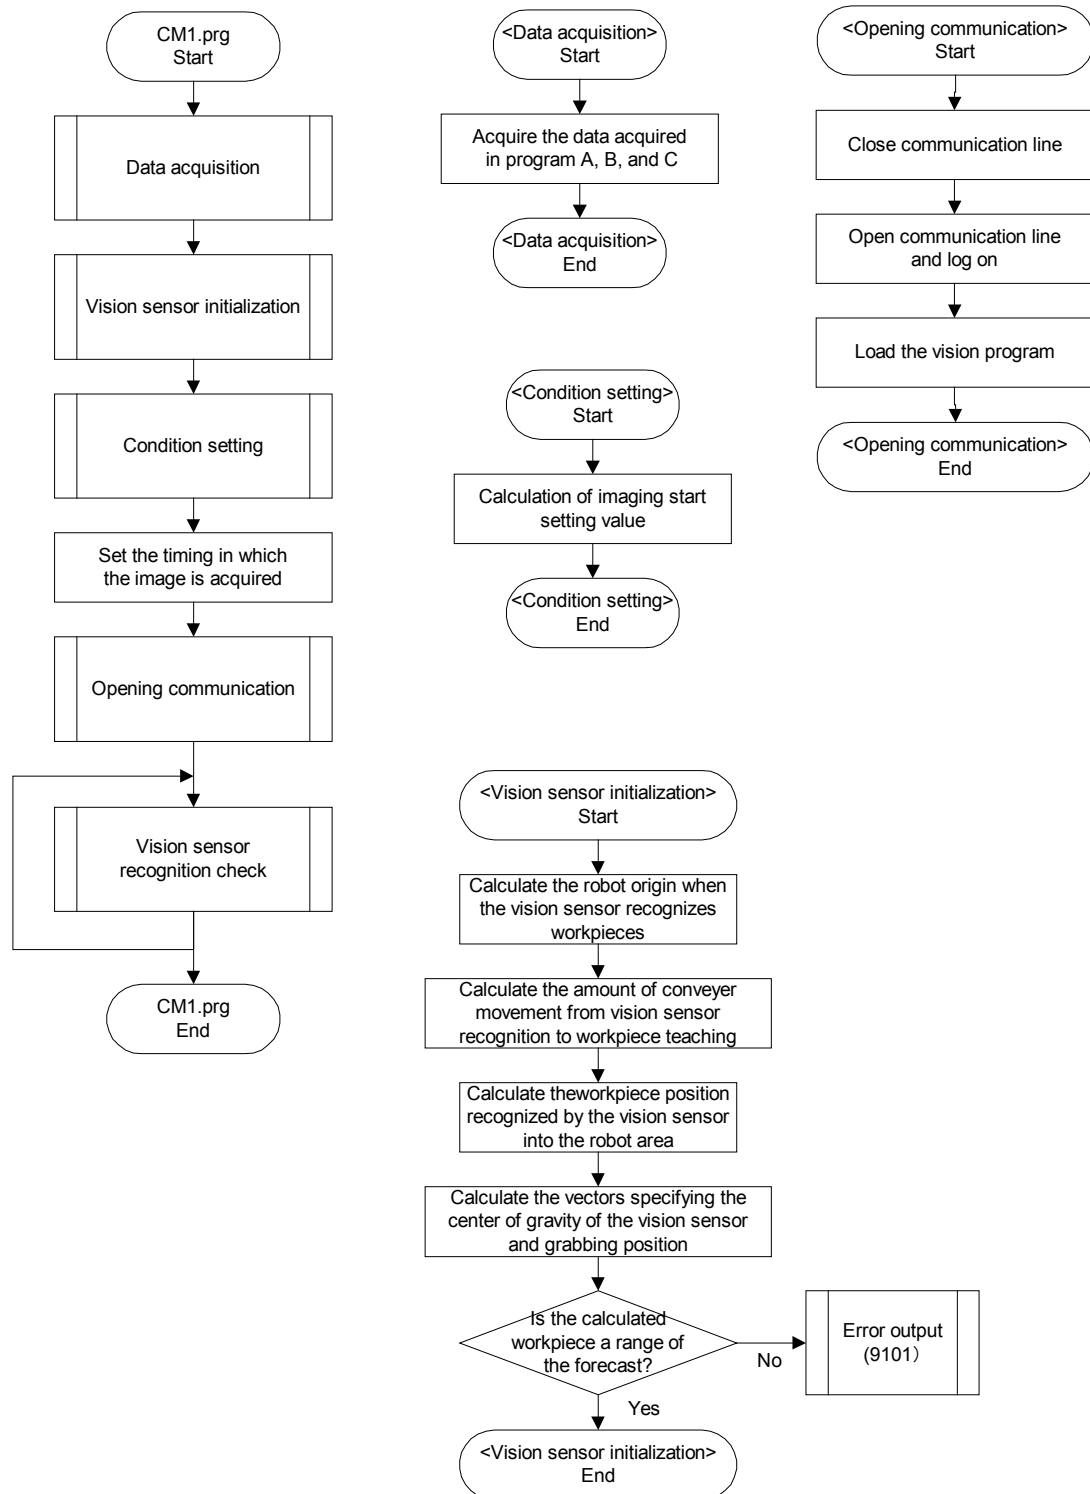 CM1.prg
Start
Data acquisition
Vision sensor initialization
Condition setting
Set the timing in which
the image is acquired
Opening communication
Vision sensor
recognition check
CM1.prg
End
<Data acquisition>
Start
Acquire the data acquired
in program A, B, and C
<Data acquisition>
End
<Condition setting>
Start
Calculation of imaging start
setting value
<Condition setting>
End
<Opening communication>
Start
Close communication line
Open communication line
and log on
Load the vision program
<Opening communication>
End
<Vision sensor initialization>
Start
Calculate the robot origin when
the vision sensor recognizes
workpieces
Calculate the amount of conveyer
movement from vision sensor
recognition to workpiece teaching
Calculate theworkpiece position
recognized by the vision sensor
into the robot area
Calculate the vectors specifying the
center of gravity of the vision sensor
and grabbing position
Is the calculated
workpiece a range of
the forecast?
No
Error output
(9101）
Yes
<Vision sensor initialization>
End